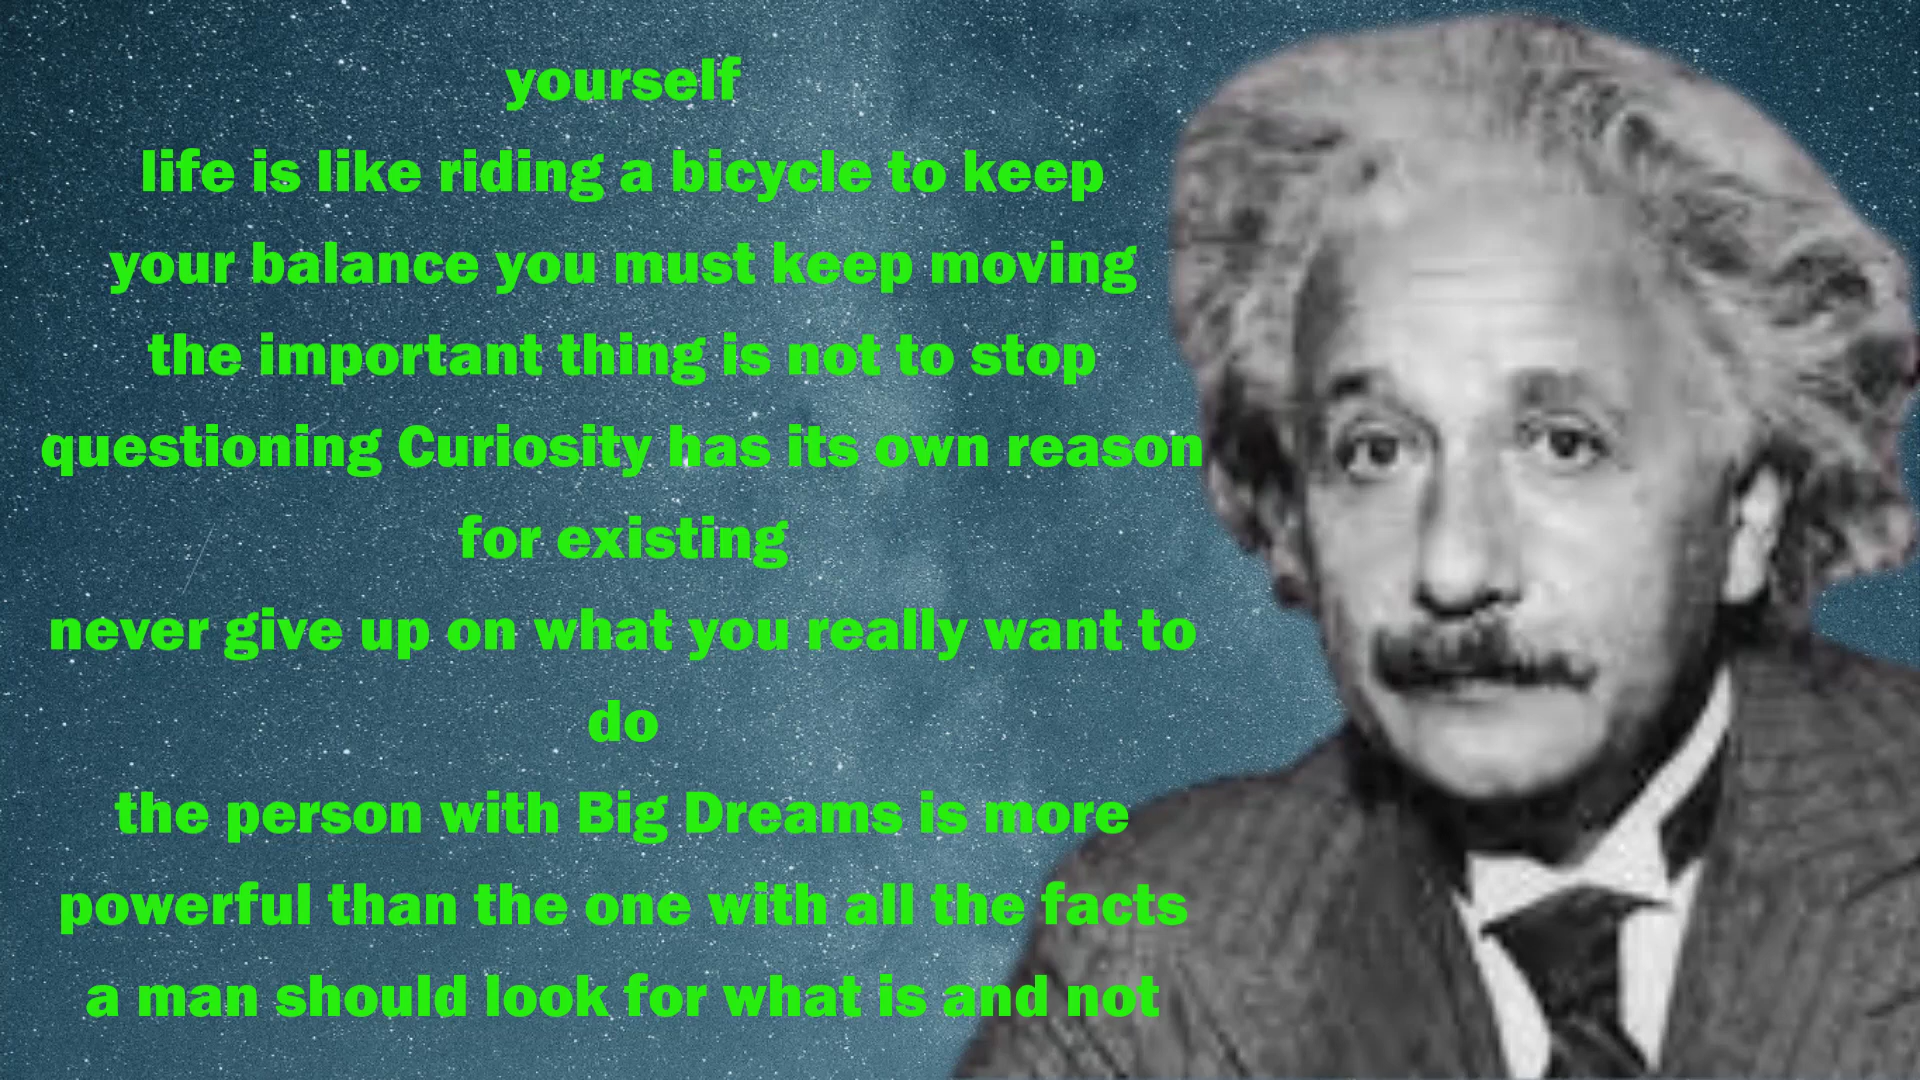 yourself
life is like riding a bicycle to keep
your balance you must keep moving
the important thing is not to stop
questioning Curiosity has its own reason
for existing
never give up on what you really want to
do
the person with Big Dreams is more
powerful than the one with all the facts
a man should look for what is and not